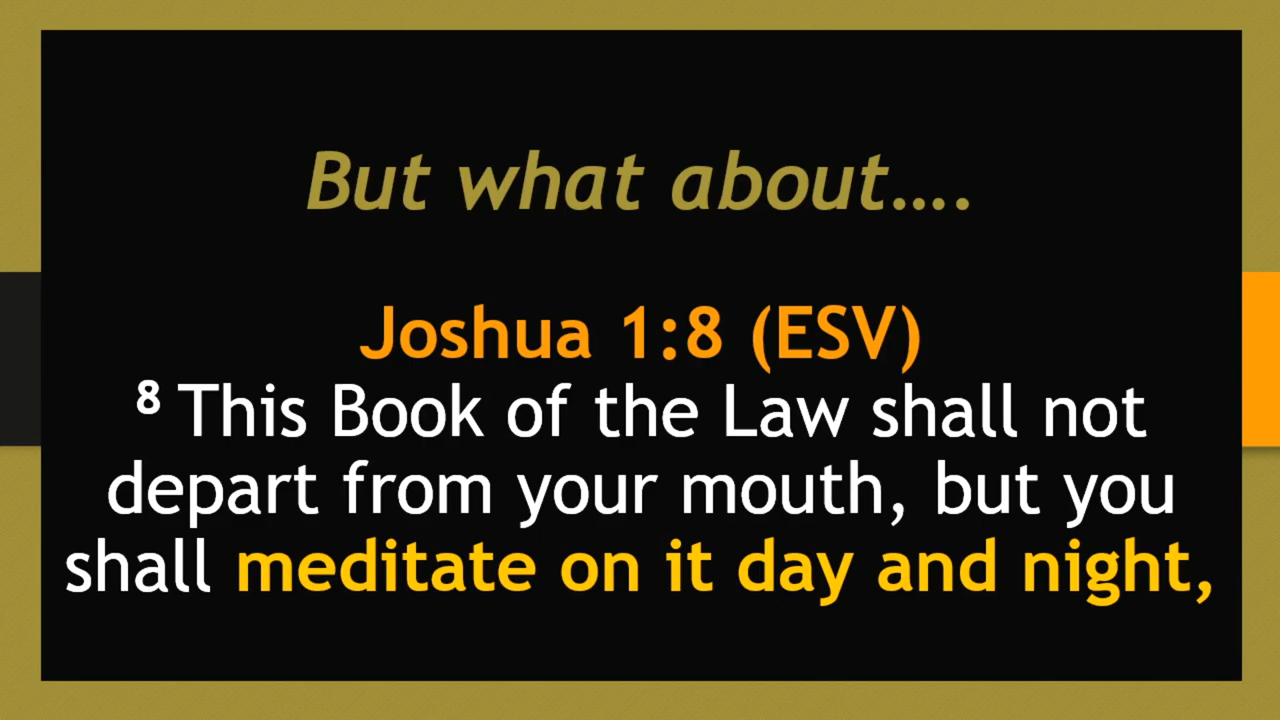 But what about….
Joshua 1:8 (ESV)
8 This Book of the Law shall not
depart from your mouth, but you
shall meditate on it day and night,